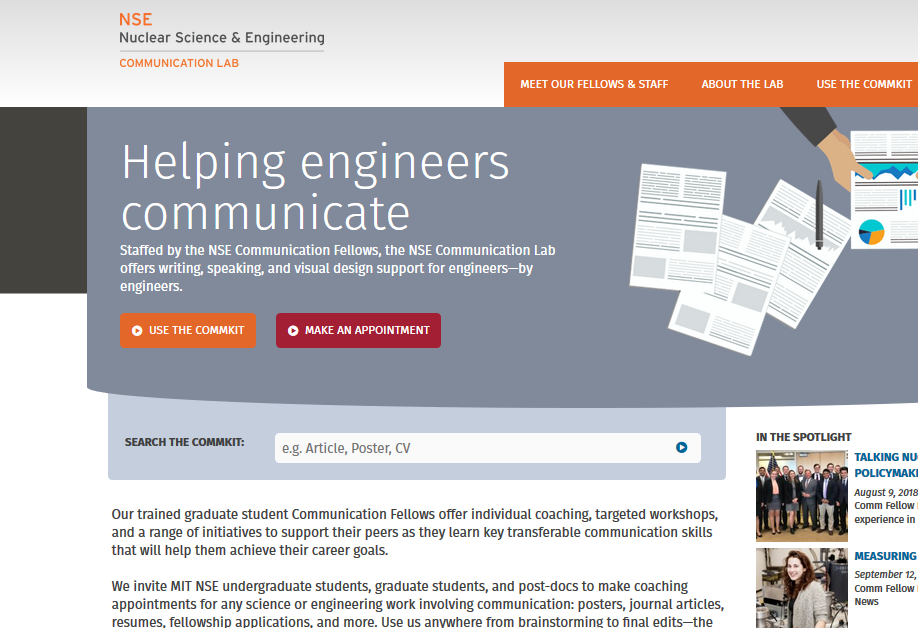 NSE
Nuclear Science & Engineering
COMMUNICATION LAB
MEET OUR FELLOWS & STAFF ABOUT THE LAB USE THE COMMKIT
Helping engineers
communicate
Staffed by the NSE Communication Fellows, the NSE Communication Lab
offers writing, speaking, and visual design support for engineers—by
engineers.
USE THE COMMKIT MAKE AN APPOINTMENT
SEARCH THE COMMKIT: e.g. Article, Poster, CV
Our trained graduate student Communication Fellows offer individual coaching, targeted workshops,
and a range of initiatives to support their peers as they learn key transferable communication skills
that will help them achieve their career goals.
We invite MIT NSE undergraduate students, graduate students, and post-docs to make coaching
appointments for any science or engineering work involving communication: posters, journal articles,
resumes, fellowship applications, and more. Use us anywhere from brainstorming to final edits—the
IN THE SPOTLIGHT
TALKING NU
POLICYMAK
August 9, 2018
Comm Fellow
experience in
MEASURING
September 12,
Comm Fellow
News